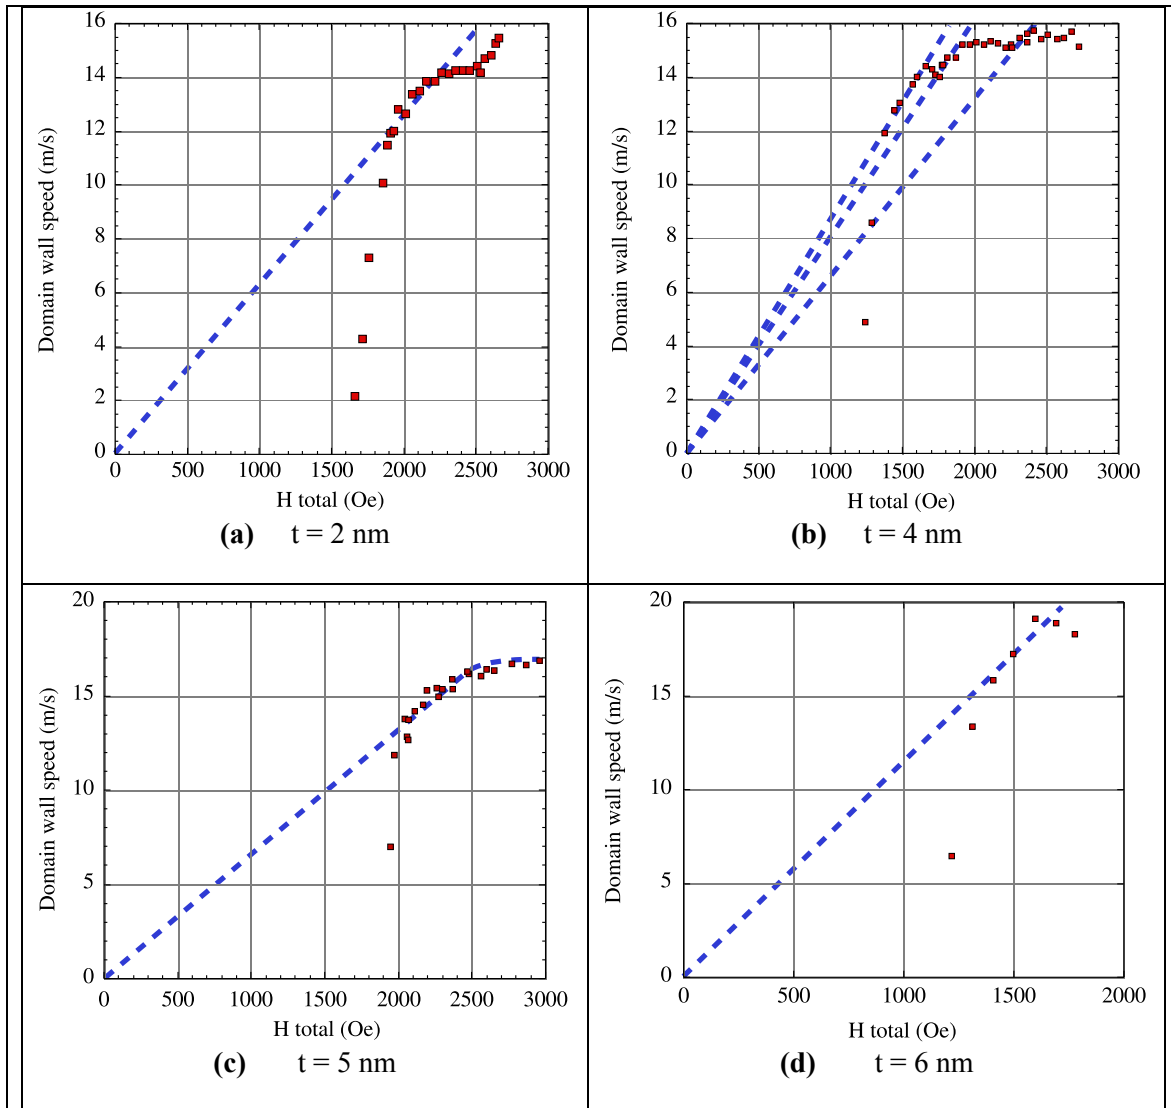 16
14
12
10
8
6
4
2
0
Domain wall speed (m/s)
0 500 1000 1500 2000 2500 3000
H total (Oe)
(a) t = 2 nm
16
14
12
10
8
6
4
2
0
Domain wall speed (m/s)
0 500 1000 1500 2000 2500 3000
H total (Oe)
(b) t = 4 nm
20
15
10
5
0
Domain wall speed (m/s)
0 500 1000 1500 2000 2500 3000
H total (Oe)
(c) t = 5 nm
20
15
10
5
0
Domain wall speed (m/s)
0 500 1000 1500 2000
H total (Oe)
(d) t = 6 nm